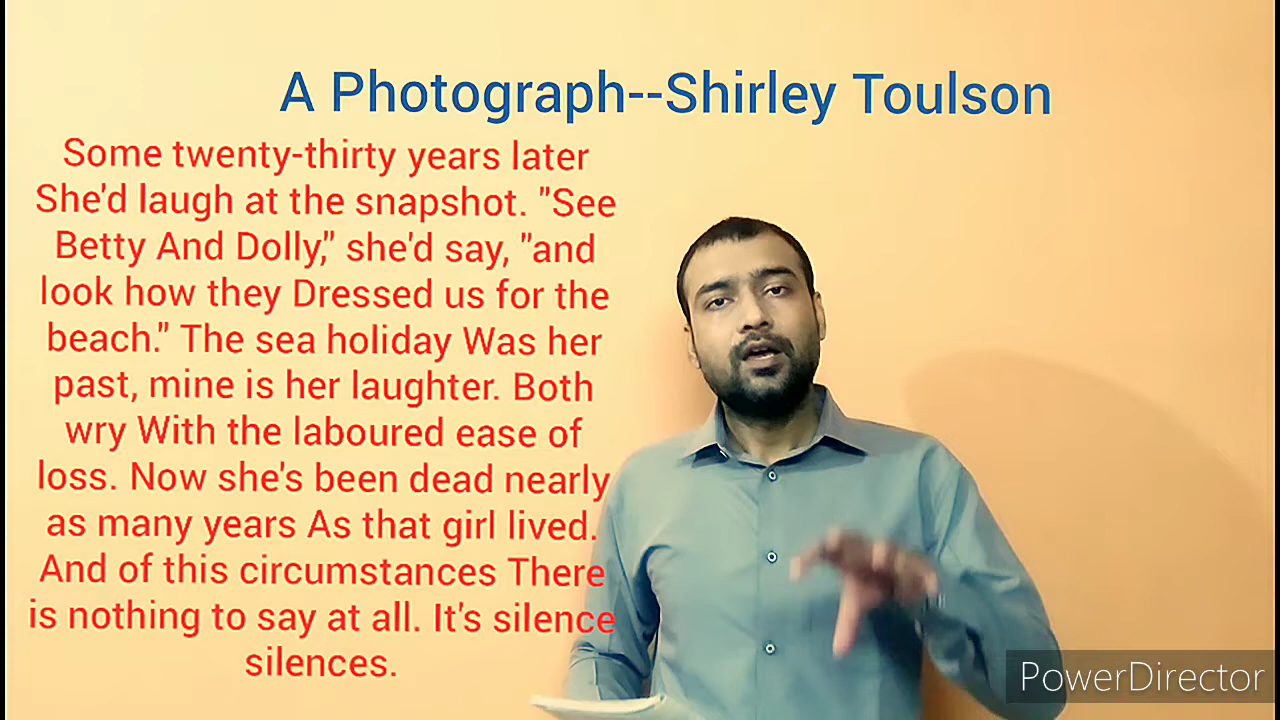 A Photograph--Shirley Toulson
Some twenty-thirty years later
She'd laugh at the snapshot. "See
Betty And Dolly," she'd say, "and
look how they Dressed us for the
beach." The sea holiday Was her
past, mine is her laughter. Both
wry With the laboured ease of
loss. Now she's been dead nearly
as many years As that girl lived.
And of this circumstances There
is nothing to say at all. It's silence
silences.
PowerDirector